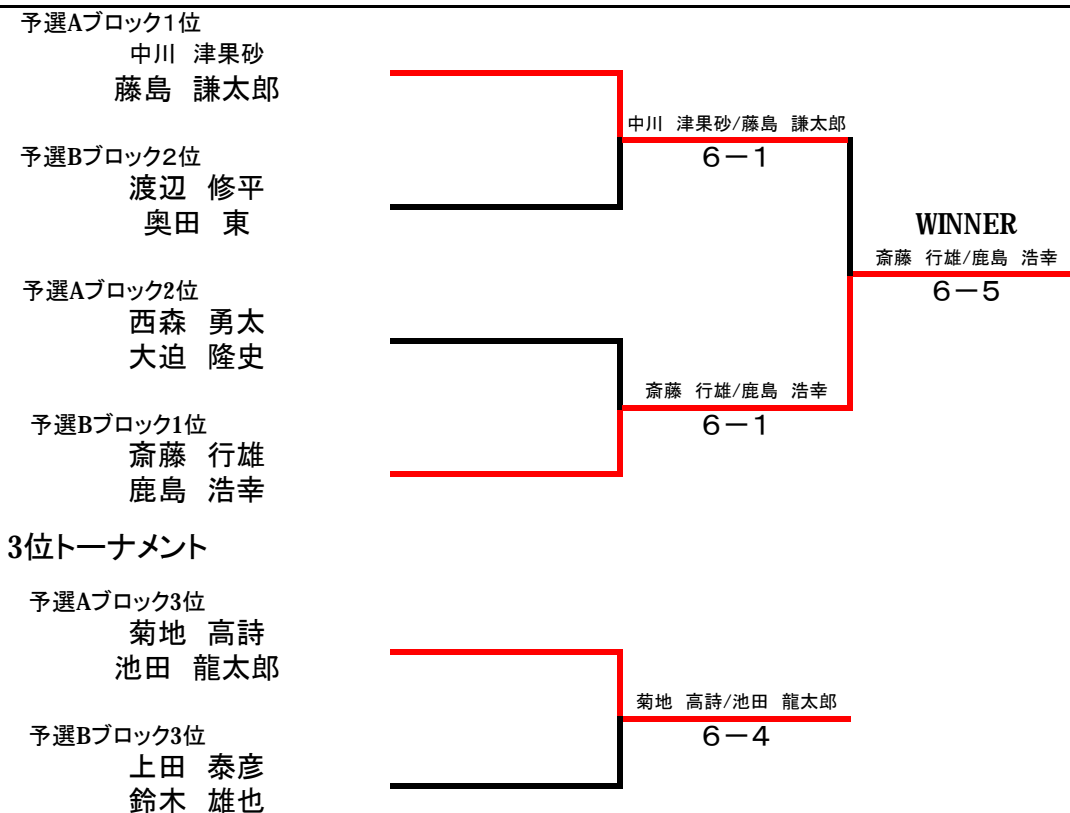 予選Aブロック１位
中川　津果砂
藤島　謙太郎
中川　津果砂/藤島　謙太郎
６－１
予選Bブロック２位
渡辺　修平
奥田　東
WINNER
斎藤　行雄/鹿島　浩幸
６－５
予選Aブロック2位
西森　勇太
大迫　隆史
斎藤　行雄/鹿島　浩幸
６－１
予選Bブロック1位
斎藤　行雄
鹿島　浩幸
3位トーナメント
予選Aブロック3位
菊地　高詩
池田　龍太郎
菊地　高詩/池田　龍太郎
６－４
予選Bブロック3位
上田　泰彦
鈴木　雄也